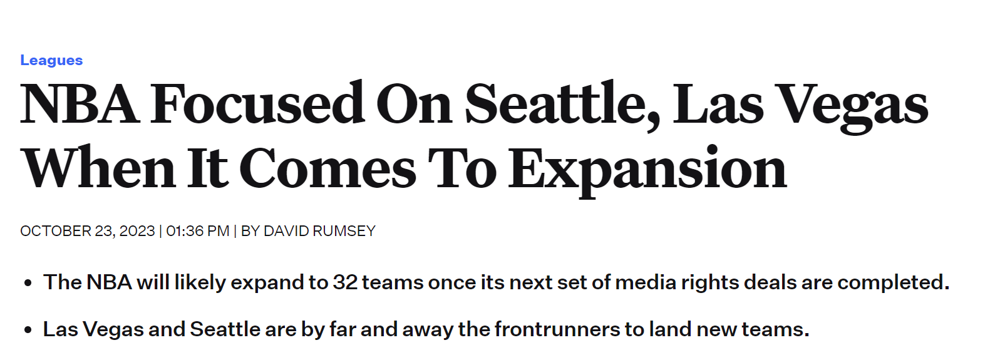 Leagues
NBA Focused On Seattle, Las Vegas
When It Comes To Expansion
OCTOBER 23, 2023 | 01:36 PM | BY DAVID RUMSEY
• The NBA will likely expand to 32 teams once its next set of media rights deals are completed.
• Las Vegas and Seattle are by far and away the frontrunners to land new teams.